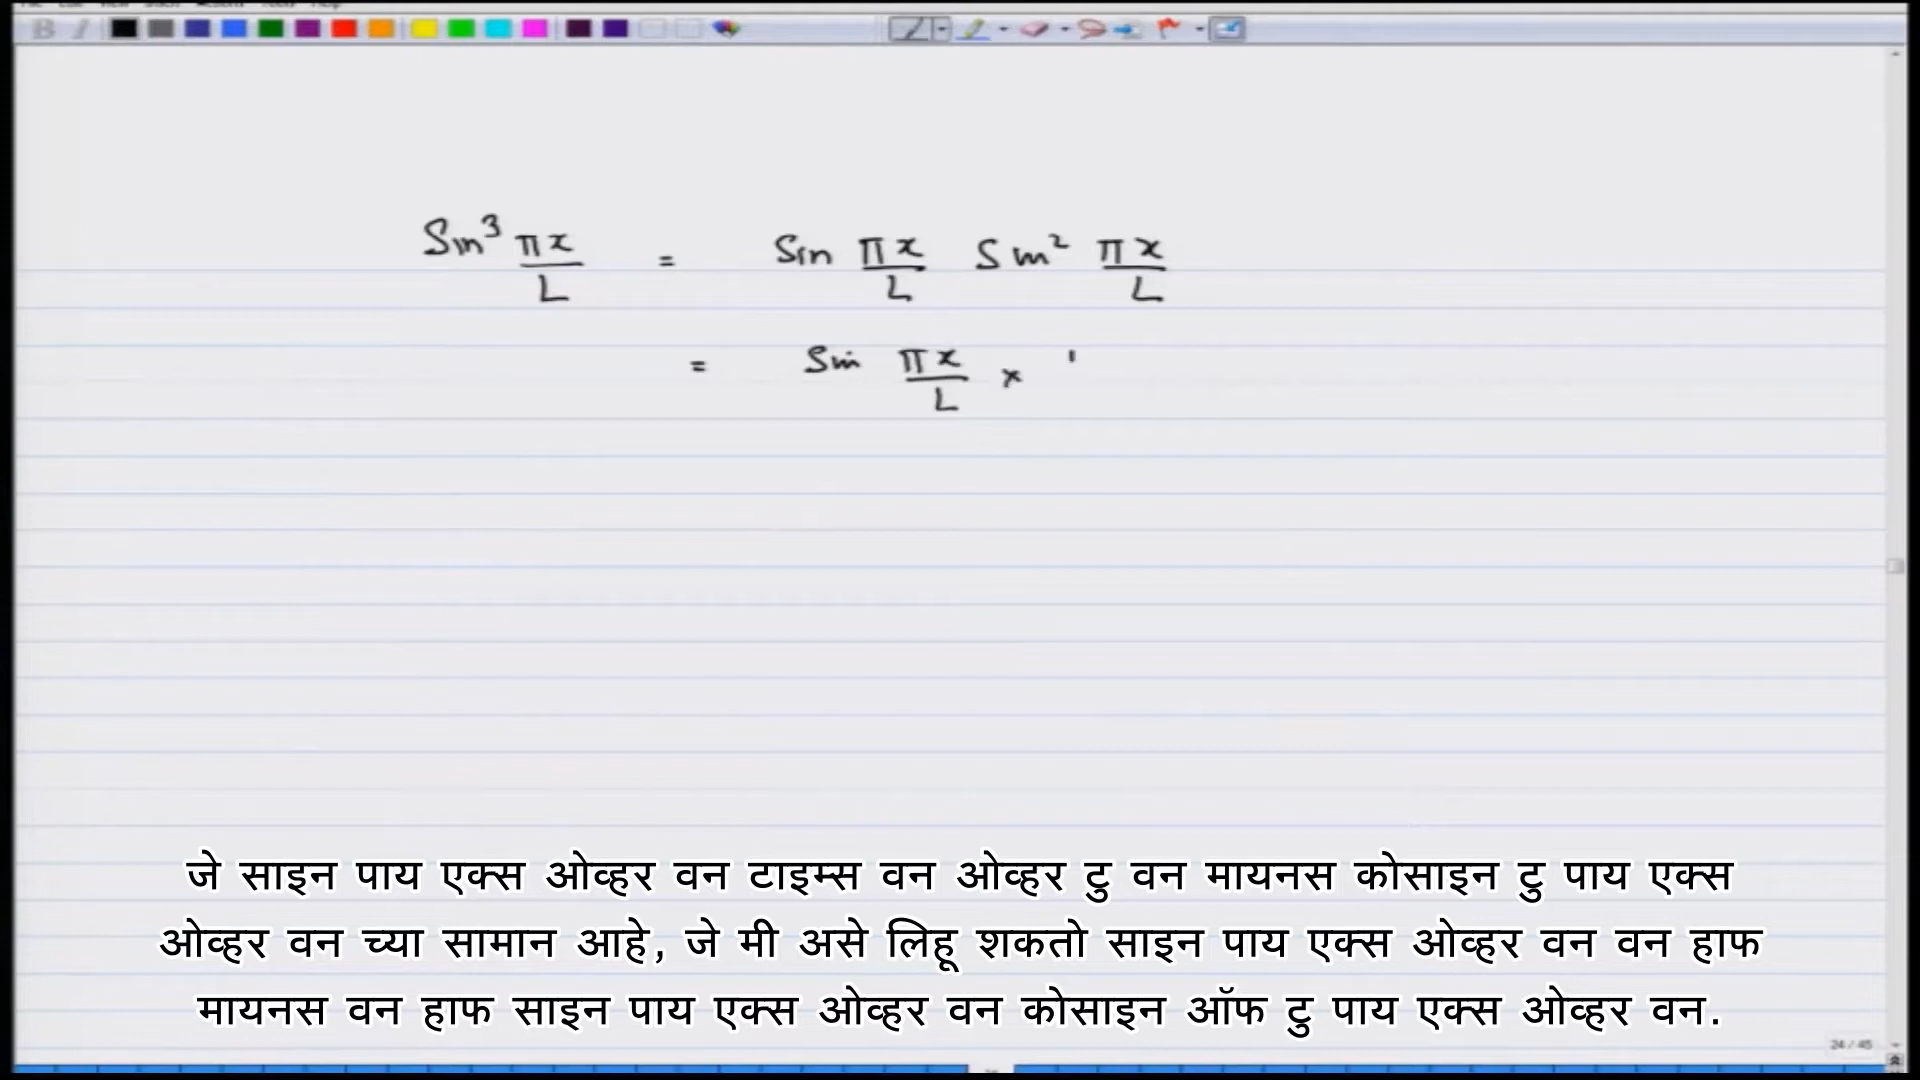 Sin³ πx/L = Sin πx/L Sin² πx/L
= Sin πx/L ×
जे साइन पाय एक्स ओव्हर वन टाइम्स वन ओव्हर टु वन मायनस कोसाइन टु पाय एक्स
ओव्हर वन च्या सामान आहे, जे मी असे लिहू शकतो साइन पाय एक्स ओव्हर वन वन हाफ
मायनस वन हाफ साइन पाय एक्स ओव्हर वन कोसाइन ऑफ टु पाय एक्स ओव्हर वन.
24 / 45